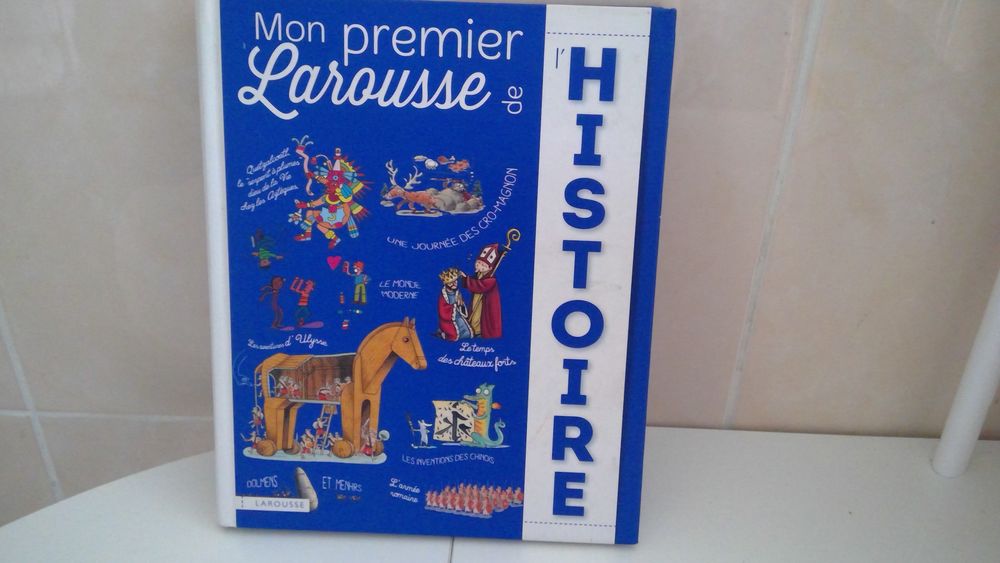 Mon premier
Larousse
de
l'
HISTOIRE
Quetzalcoatl,
le serpent à plumes
dieu de la Vie
chez les Aztèques
UNE JOURNÉE DES CRO-MAGNON
LE MONDE
MODERNE
Les aventures d'Ulysse
Le temps
des châteaux forts
LES INVENTIONS DES CHINOIS
DOLMENS ET MENHIRS
L'armée
romaine
LAROUSSE